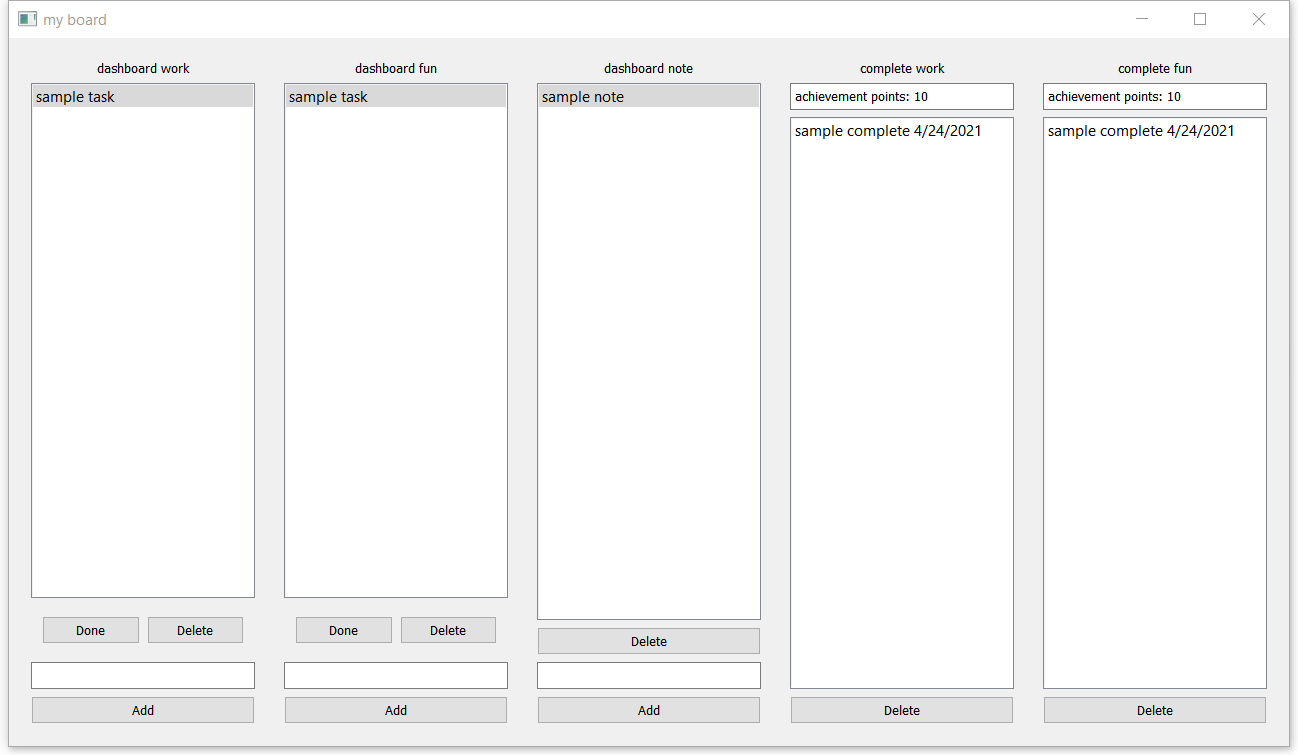 my board
dashboard work
dashboard fun
dashboard note
complete work
complete fun
sample task
sample task
sample note
achievement points: 10
achievement points: 10
sample complete 4/24/2021
sample complete 4/24/2021
Done
Delete
Done
Delete
Delete
Add
Add
Add
Delete
Delete